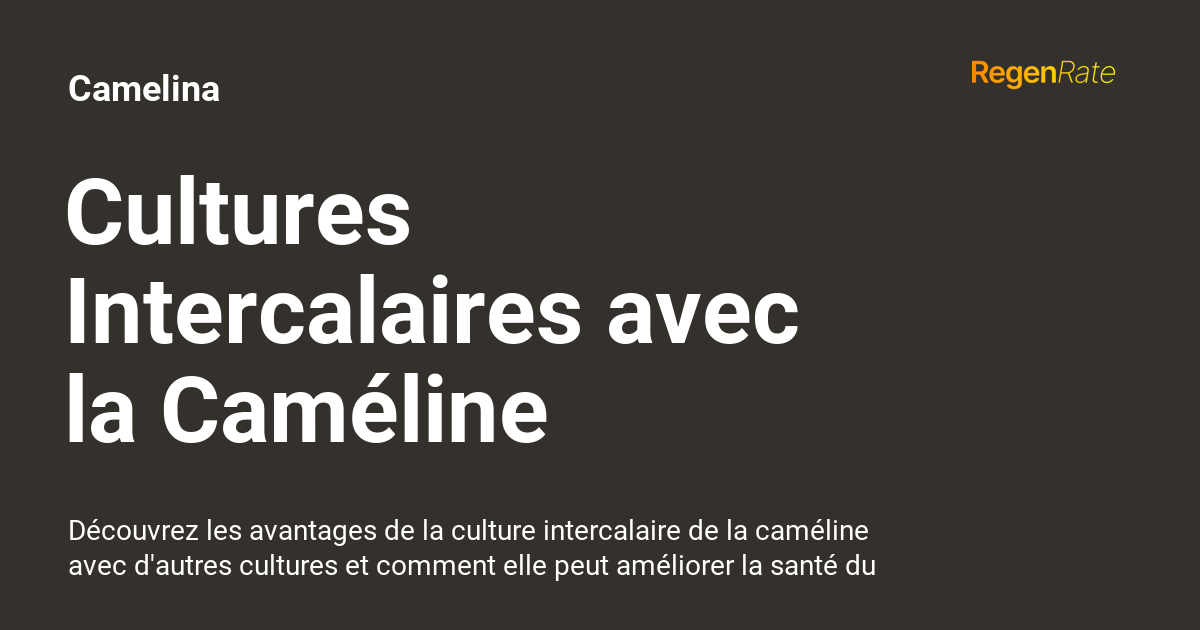 Camelina
RegenRate
Cultures
Intercalaires avec
la Caméline
Découvrez les avantages de la culture intercalaire de la caméline
avec d'autres cultures et comment elle peut améliorer la santé du